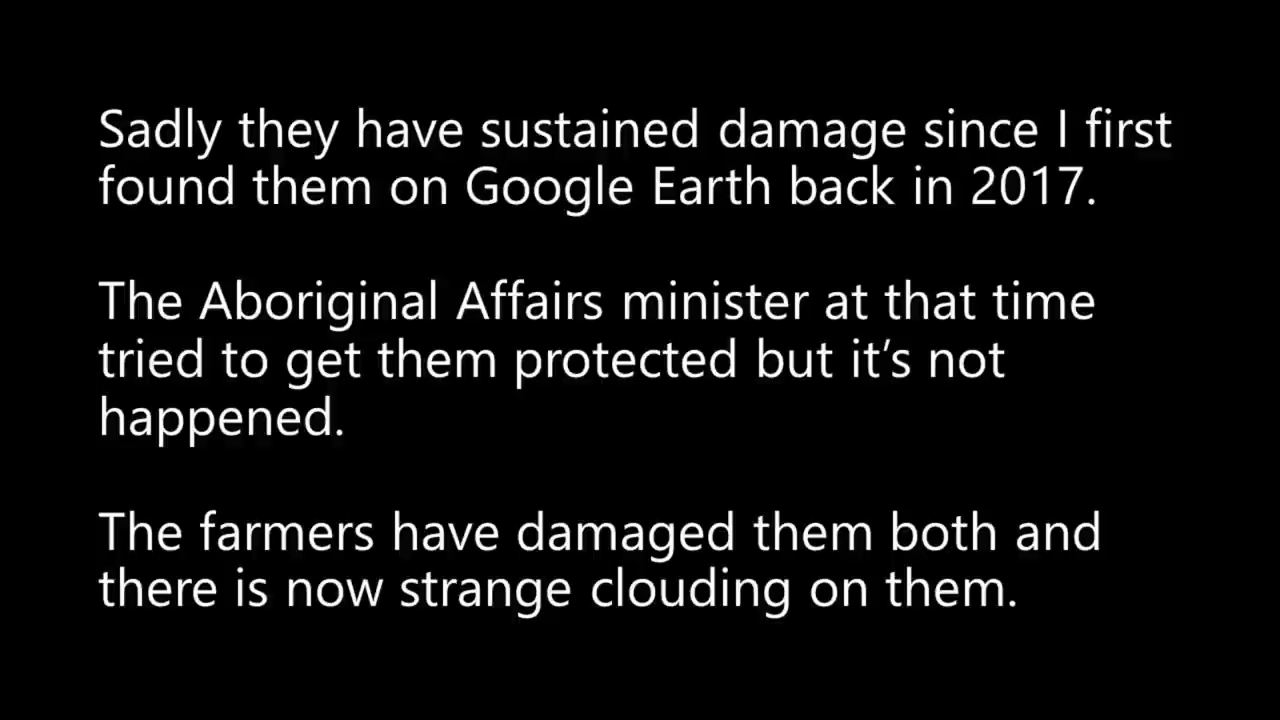 Sadly they have sustained damage since I first
found them on Google Earth back in 2017.
The Aboriginal Affairs minister at that time
tried to get them protected but it’s not
happened.
The farmers have damaged them both and
there is now strange clouding on them.